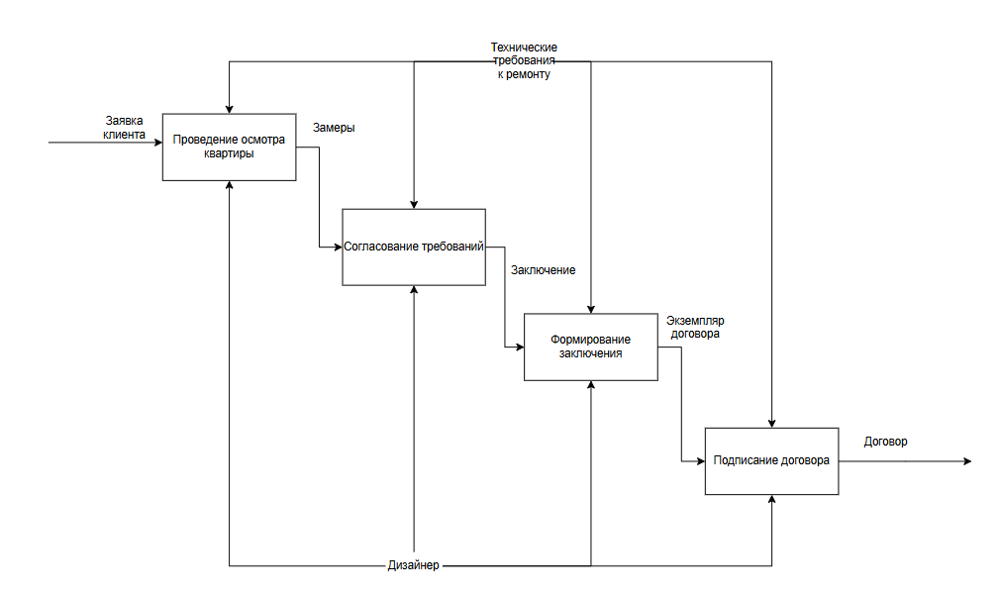 Технические
требования
к ремонту
Заявка
клиента
Проведение осмотра
квартиры
Замеры
Согласование требований
Заключение
Формирование
заключения
Экземпляр
договора
Подписание договора
Договор
Дизайнер